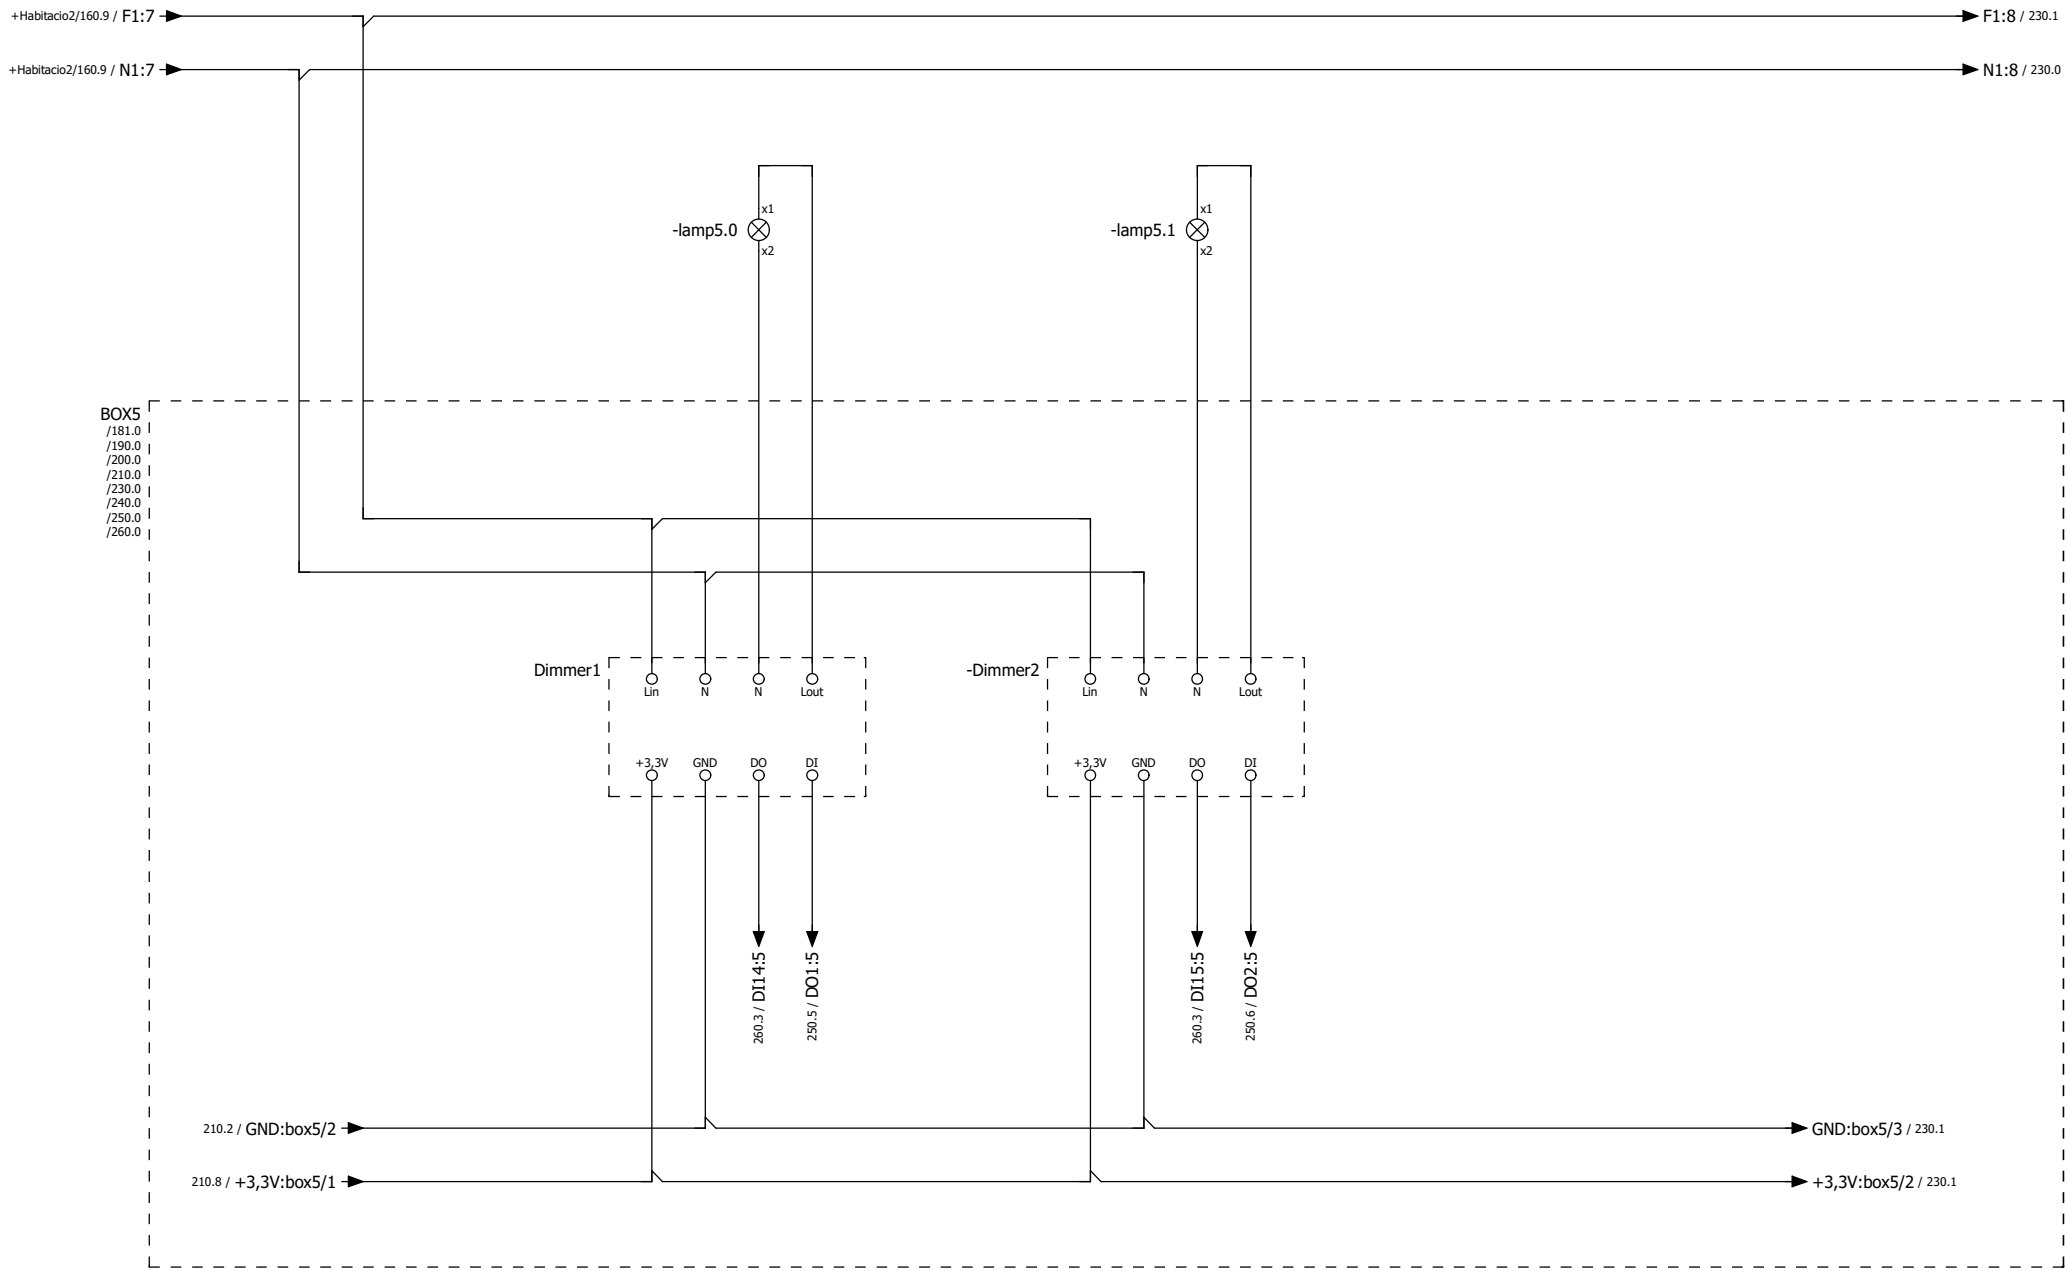 +Habitacio2/160.9 / F1:7
F1:8 / 230.1
+Habitacio2/160.9 / N1:7
N1:8 / 230.0
x1
-lamp5.0
x2
x1
-lamp5.1
x2
BOX5
/181.0
/190.0
/200.0
/210.0
/230.0
/240.0
/250.0
/260.0
Dimmer1
Lin N N Lout
+3,3V GND DO DI
-Dimmer2
Lin N N Lout
+3,3V GND DO DI
260.3 / DI14:5
250.5 / DO1:5
260.3 / DI15:5
250.6 / DO2:5
210.2 / GND:box5/2
GND:box5/3 / 230.1
210.8 / +3,3V:box5/1
+3,3V:box5/2 / 230.1